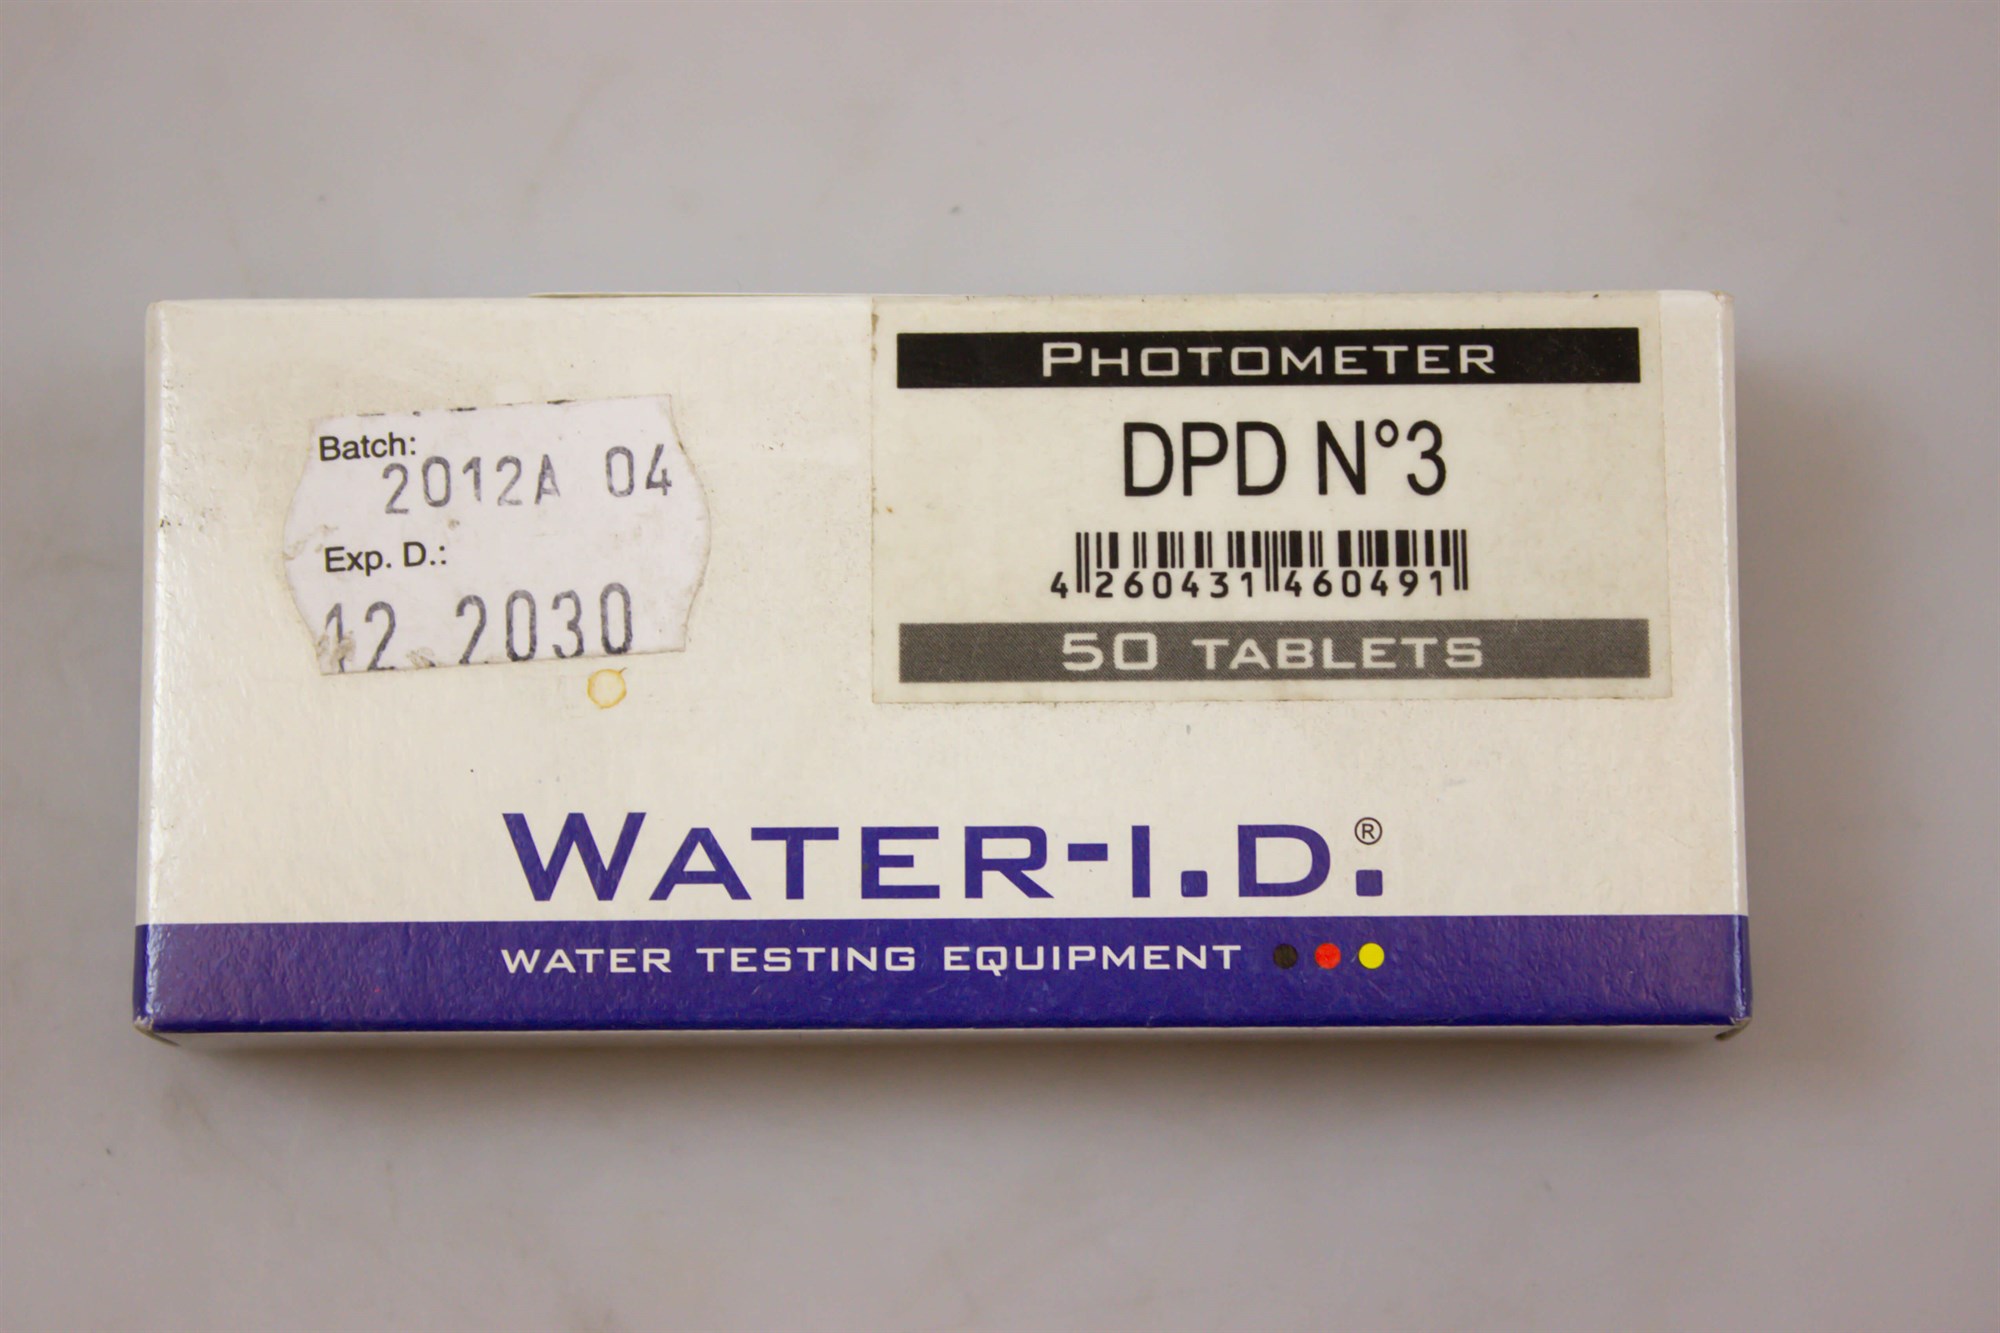 Batch:
2012A 04
Exp. D.:
12.2030
PHOTOMETER
DPD N°3
4 260431 460491
50 TABLETS
WATER-I.D.®
WATER TESTING EQUIPMENT